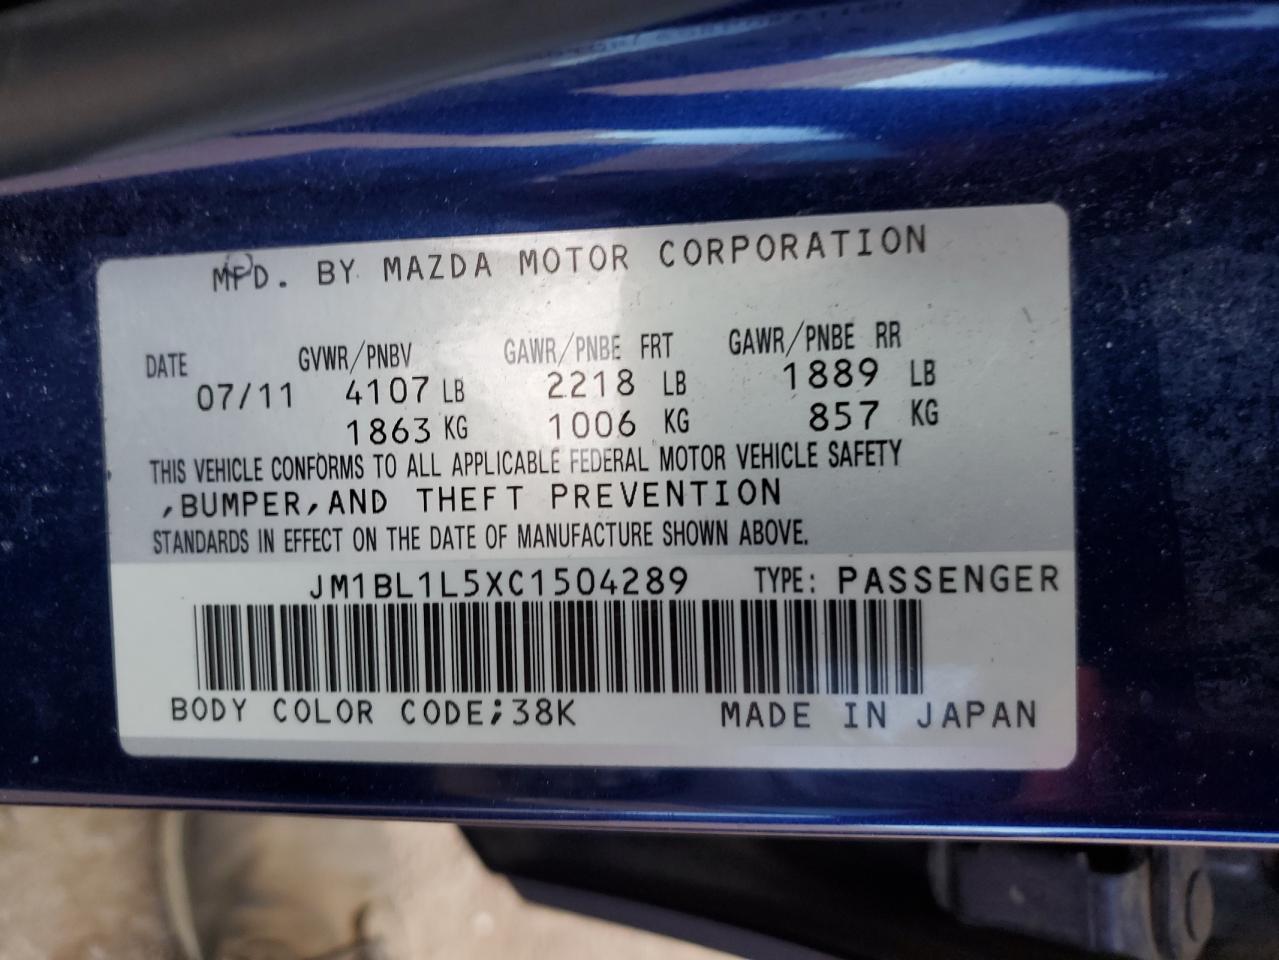 MFD. BY MAZDA MOTOR CORPORATION
DATE GVWR/PNBV GAWR/PNBE FRT GAWR/PNBE RR
07/11 4107 LB 2218 LB 1889 LB
1863 KG 1006 KG 857 KG
THIS VEHICLE CONFORMS TO ALL APPLICABLE FEDERAL MOTOR VEHICLE SAFETY
,BUMPER,AND THEFT PREVENTION
STANDARDS IN EFFECT ON THE DATE OF MANUFACTURE SHOWN ABOVE.
JM1BL1L5XC1504289 TYPE: PASSENGER
BODY COLOR CODE;38K MADE IN JAPAN